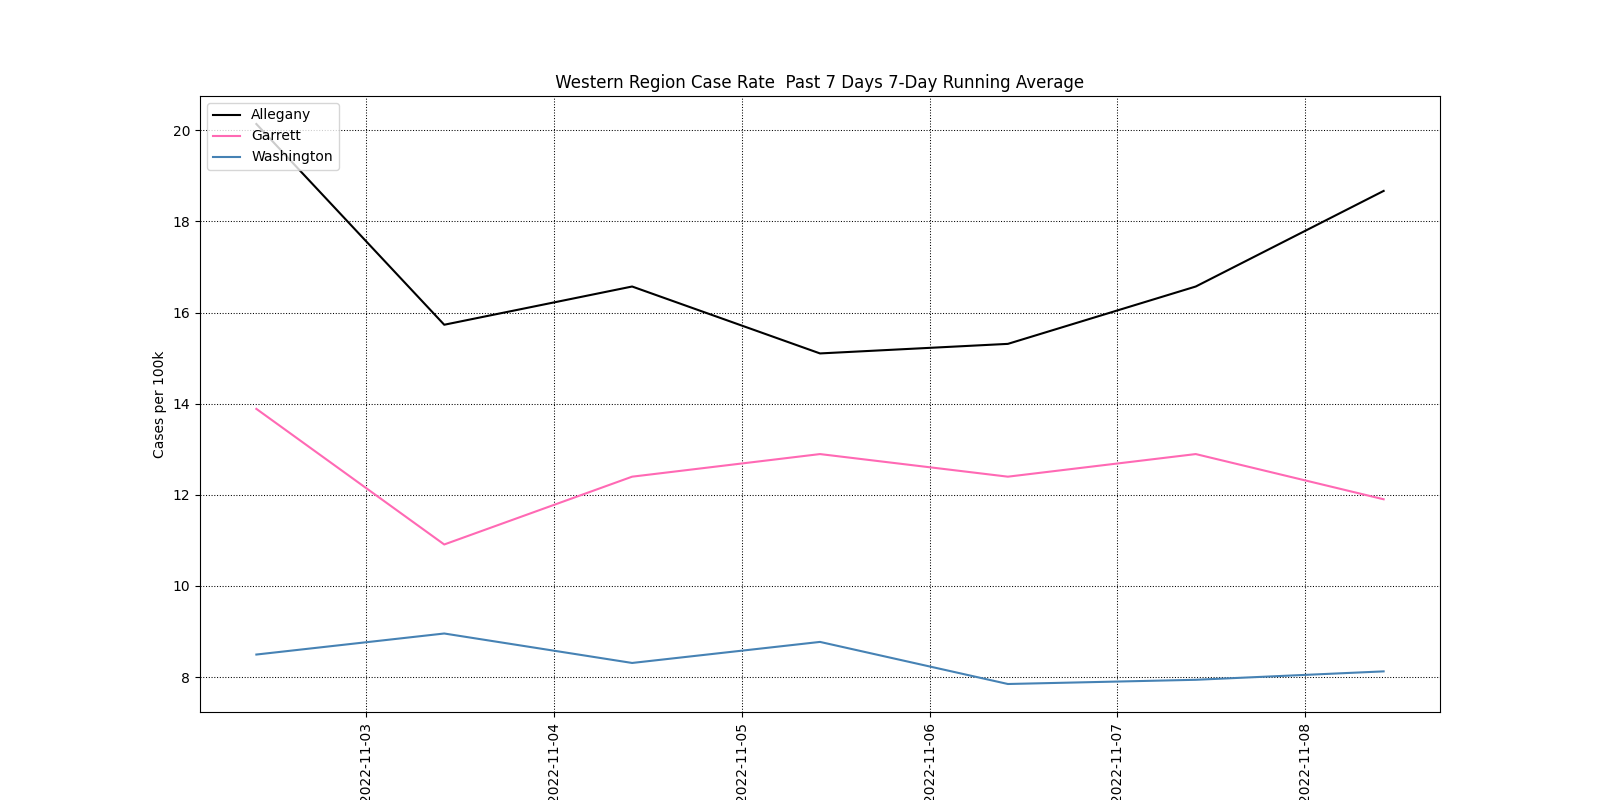 Western Region Case Rate  Past 7 Days 7-Day Running Average
Allegany
Garrett
Washington
20
18
16
14
12
10
8
Cases per 100k
2022-11-03
2022-11-04
2022-11-05
2022-11-06
2022-11-07
2022-11-08